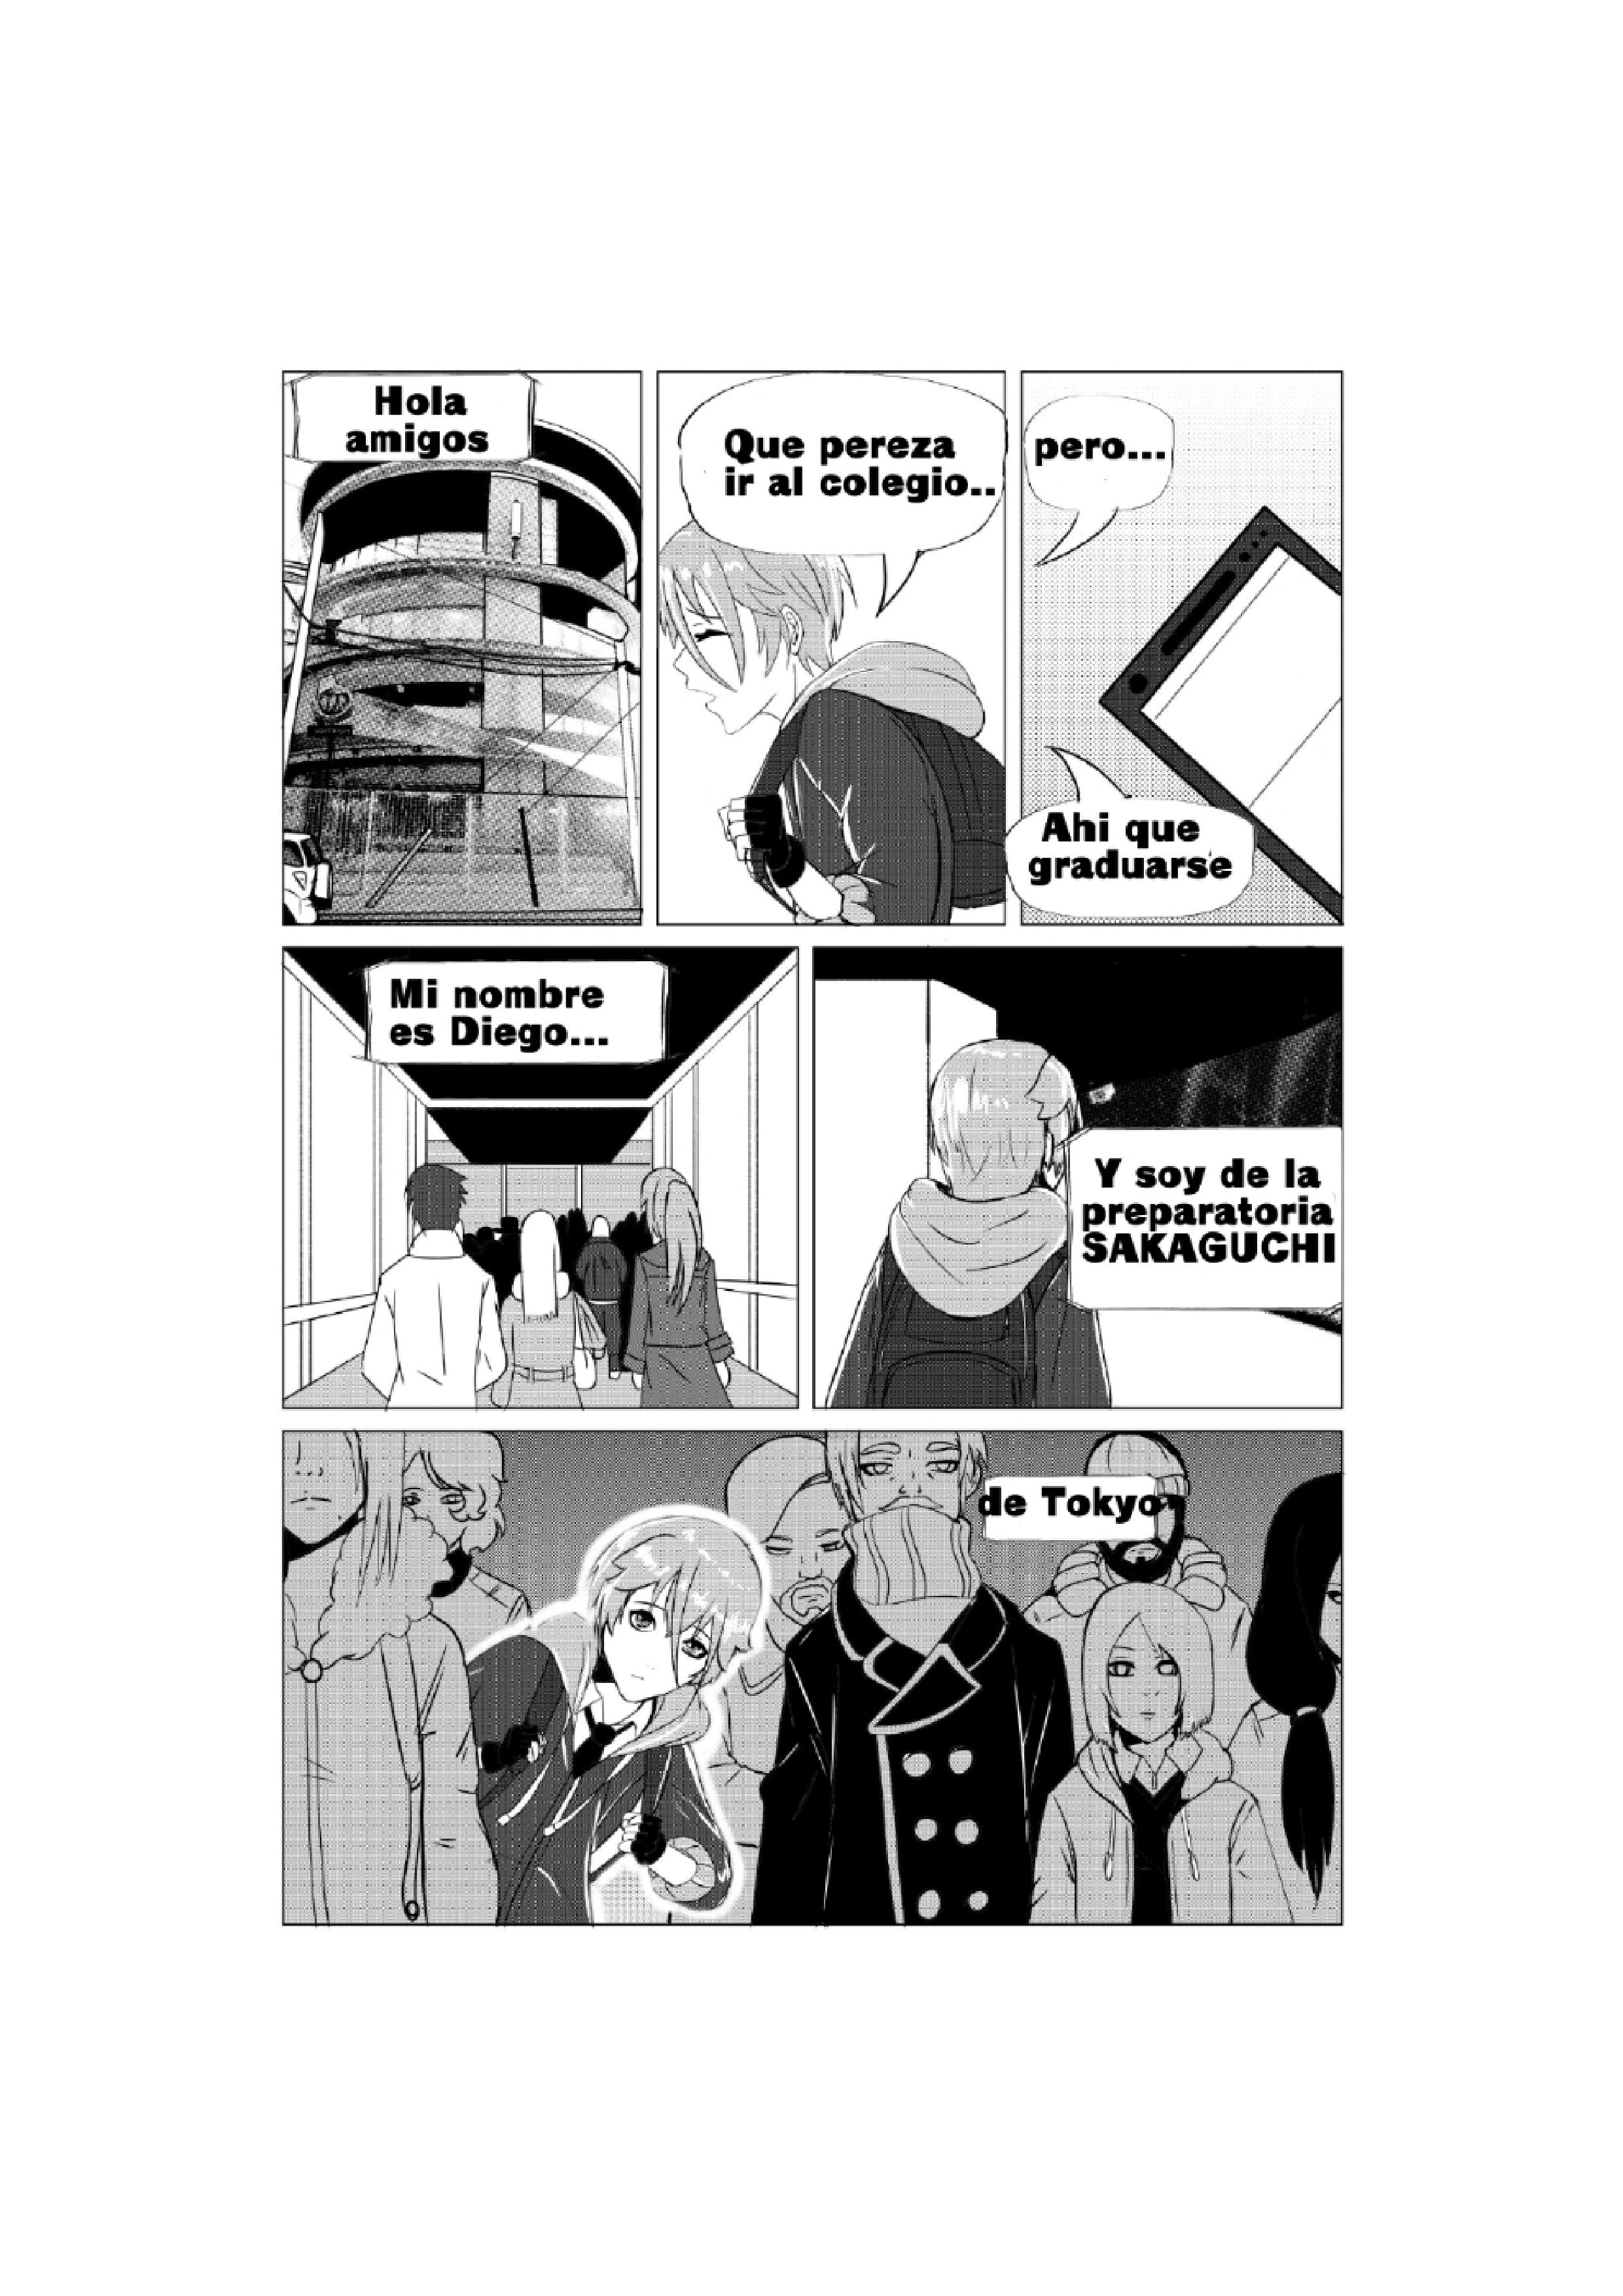 Hola
amigos
Que pereza
ir al colegio..
pero...
Ahi que
graduarse
Mi nombre
es Diego...
Y soy de la
preparatoria
SAKAGUCHI
de Tokyo